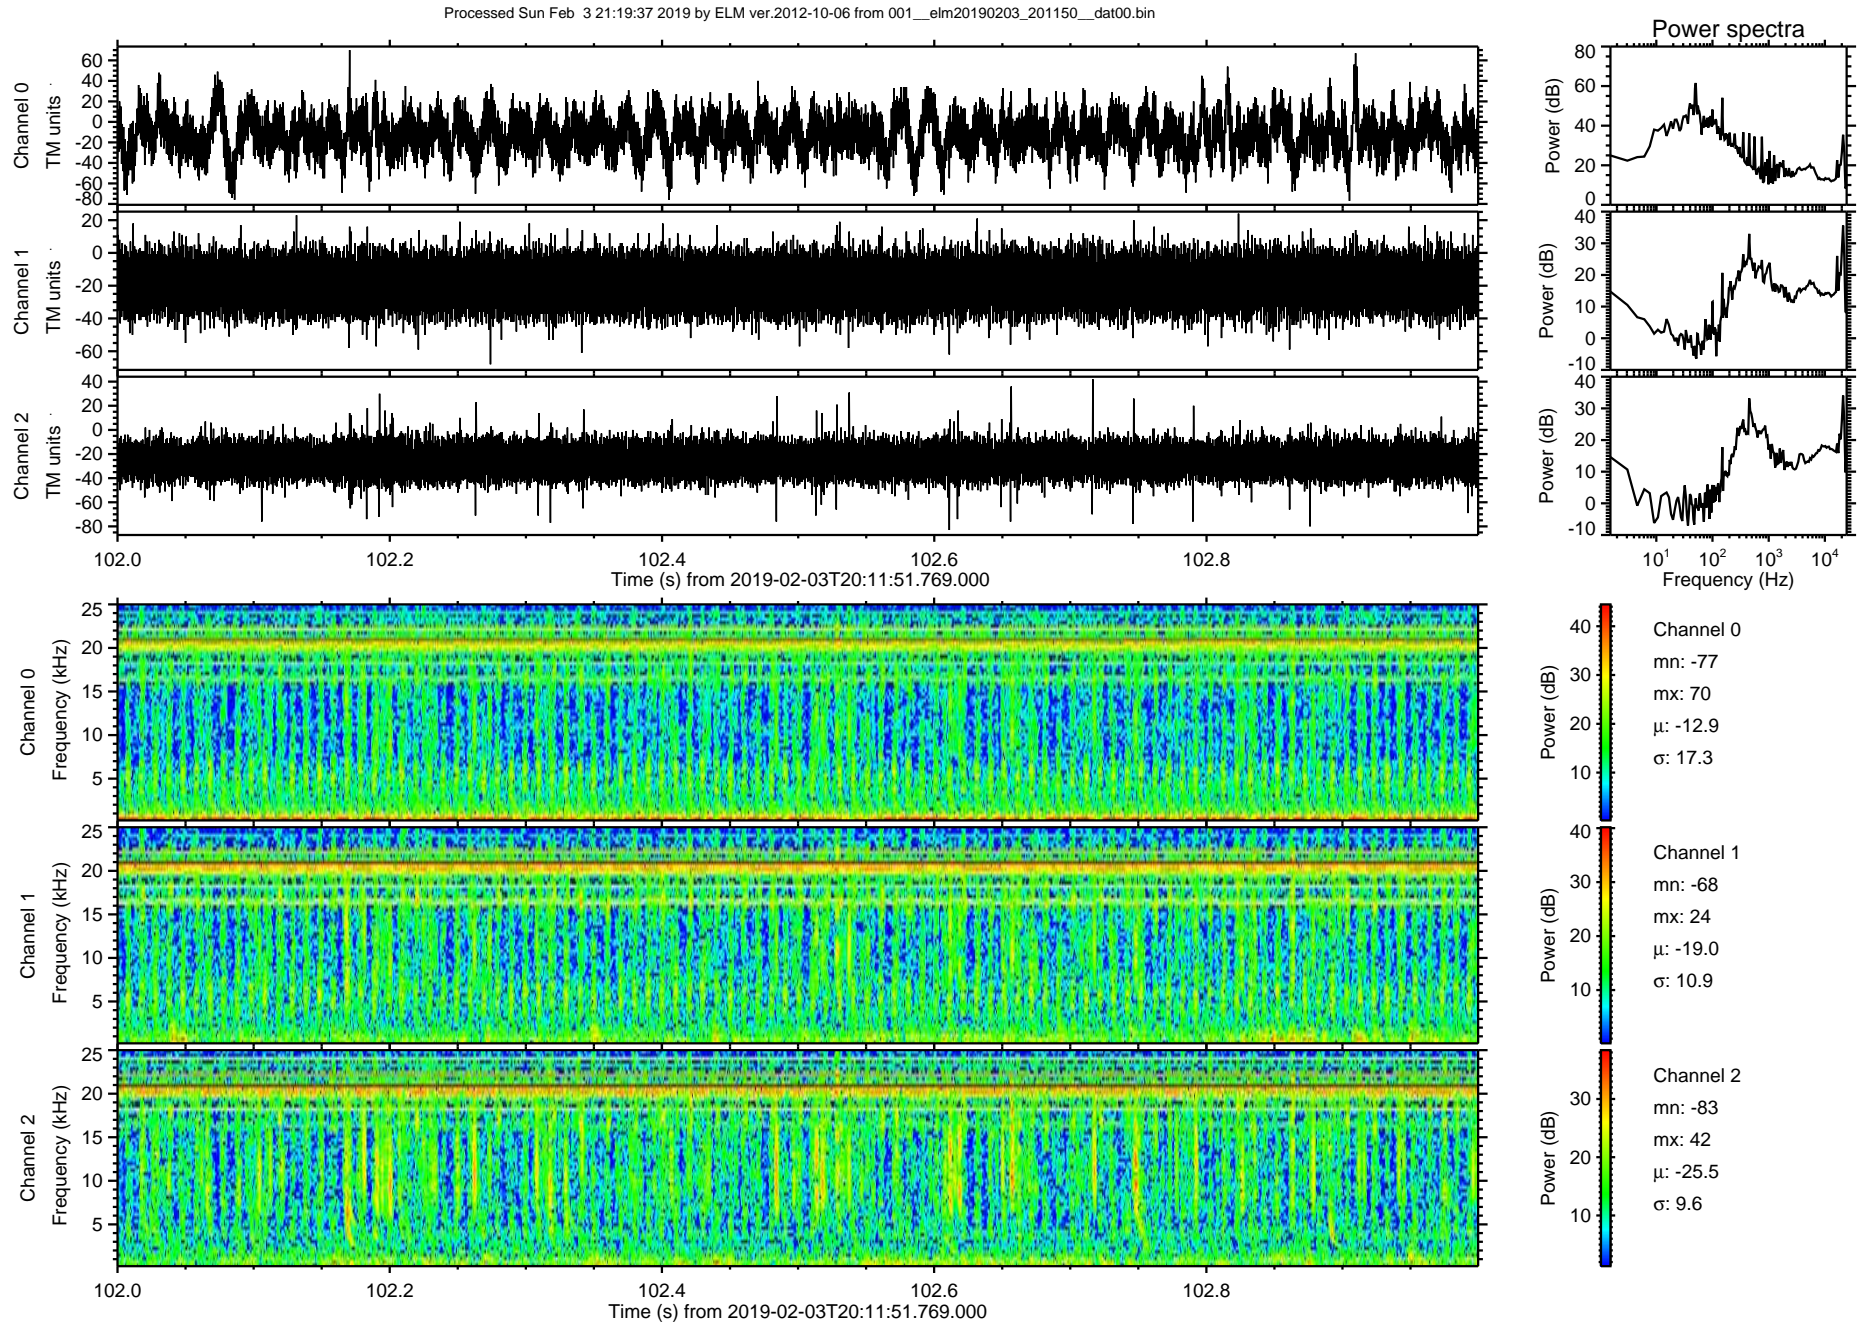 Processed Sun Feb  3 21:19:37 2019 by ELM ver.2012-10-06 from 001__elm20190203_201150__dat00.bin
Power spectra
Channel 0
TM units
60
40
20
0
-20
-40
-60
-80
Power (dB)
80
60
40
20
0
Channel 1
TM units
20
0
-20
-40
-60
Power (dB)
40
30
20
10
0
-10
Channel 2
TM units
40
20
0
-20
-40
-60
-80
Power (dB)
40
30
20
10
0
-10
102.0 102.2 102.4 102.6 102.8
Time (s) from 2019-02-03T20:11:51.769.000
10¹ 10² 10³ 10⁴
Frequency (Hz)
Channel 0
Frequency (kHz)
25
20
15
10
5
Power (dB)
40
30
20
10
Channel 0
mn: -77
mx: 70
μ: -12.9
σ: 17.3
Channel 1
Frequency (kHz)
25
20
15
10
5
Power (dB)
40
30
20
10
Channel 1
mn: -68
mx: 24
μ: -19.0
σ: 10.9
Channel 2
Frequency (kHz)
25
20
15
10
5
Power (dB)
30
20
10
Channel 2
mn: -83
mx: 42
μ: -25.5
σ: 9.6
102.0 102.2 102.4 102.6 102.8
Time (s) from 2019-02-03T20:11:51.769.000